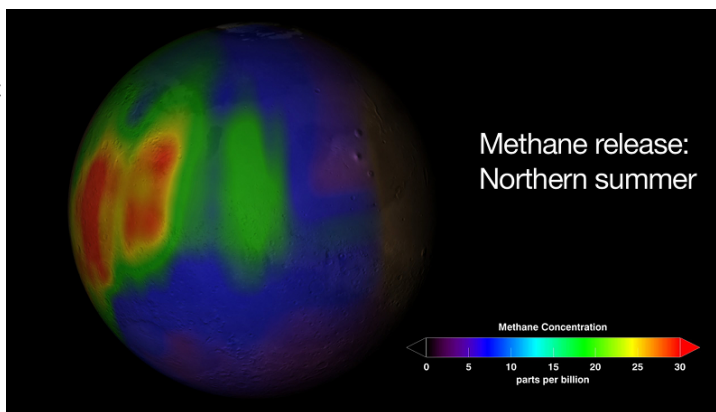 Methane release:
Northern summer
Methane Concentration
0 5 10 15 20 25 30
parts per billion